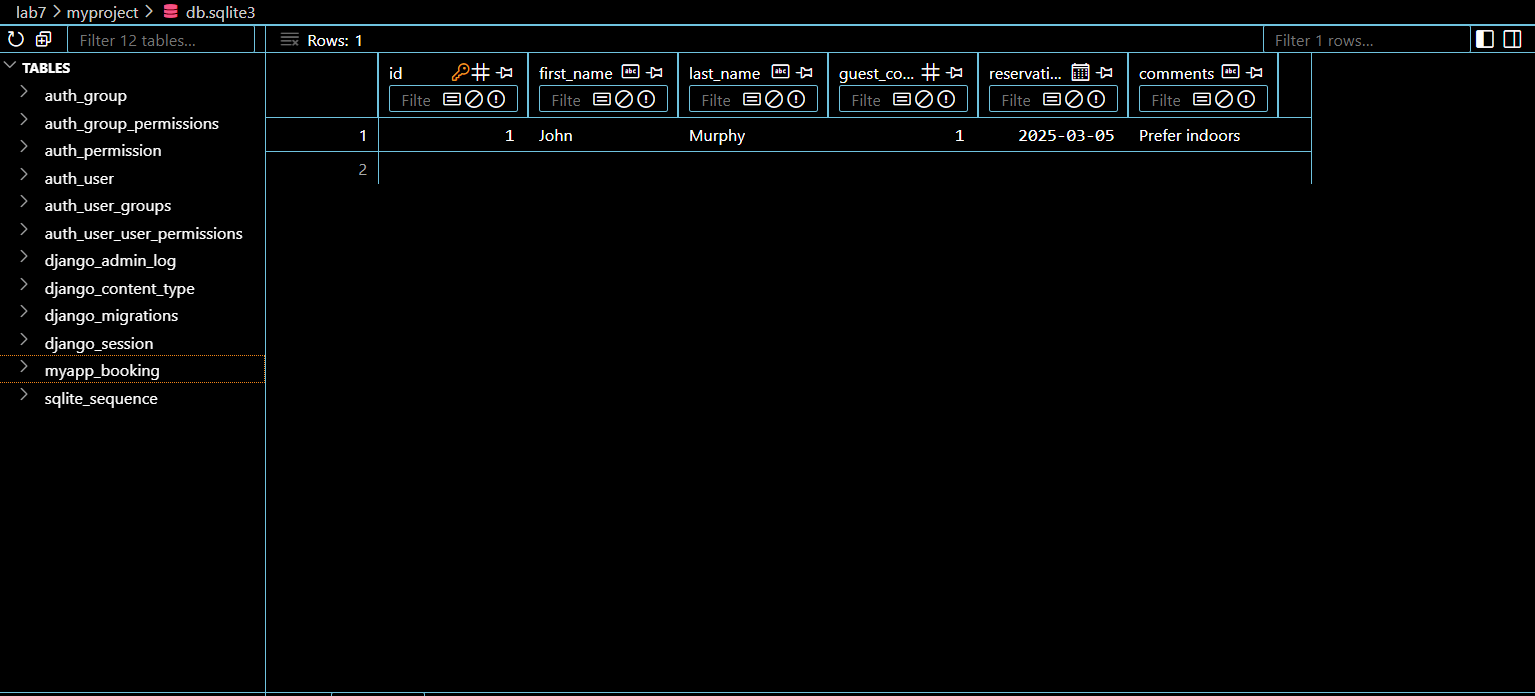 lab7 > myproject > db.sqlite3
Filter 12 tables...
Rows: 1
Filter 1 rows...
TABLES
auth_group
auth_group_permissions
auth_permission
auth_user
auth_user_groups
auth_user_user_permissions
django_admin_log
django_content_type
django_migrations
django_session
myapp_booking
sqlite_sequence
id first_name last_name guest_co... reservati... comments
Filte Filte Filte Filte Filte Filte
1 1 John Murphy 1 2025-03-05 Prefer indoors
2